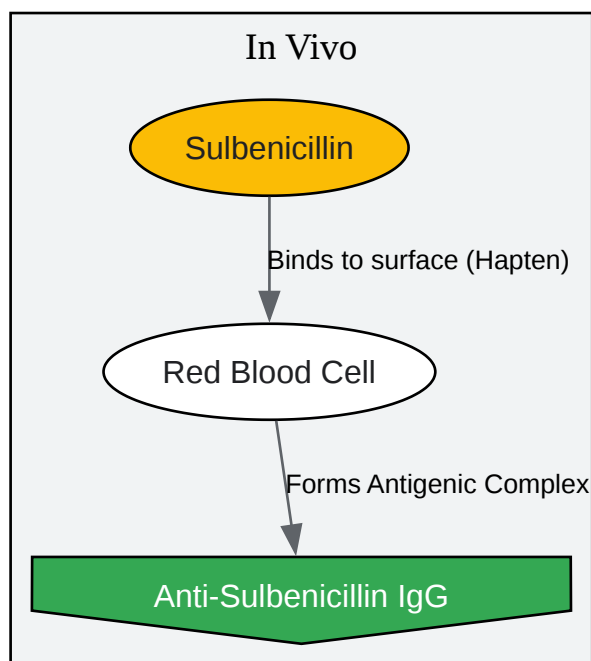 In Vivo
Sulbenicillin
Binds to surface (Hapten)
Red Blood Cell
Forms Antigenic Complex
Anti-Sulbenicillin IgG